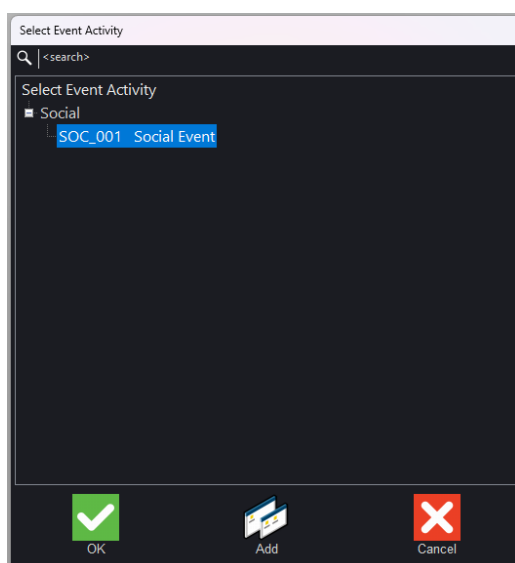 Select Event Activity
<search>
Select Event Activity
Social
SOC_001 Social Event
OK Add Cancel